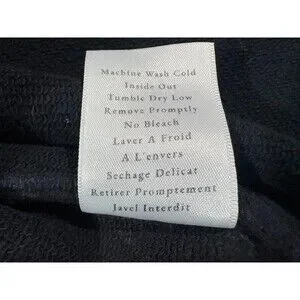 Machine Wash Cold
Inside Out
Tumble Dry Low
Remove Promptly
No Bleach
Laver A Froid
A L'envers
Sechage Delicat
Retirer Promptement
Javel Interdit